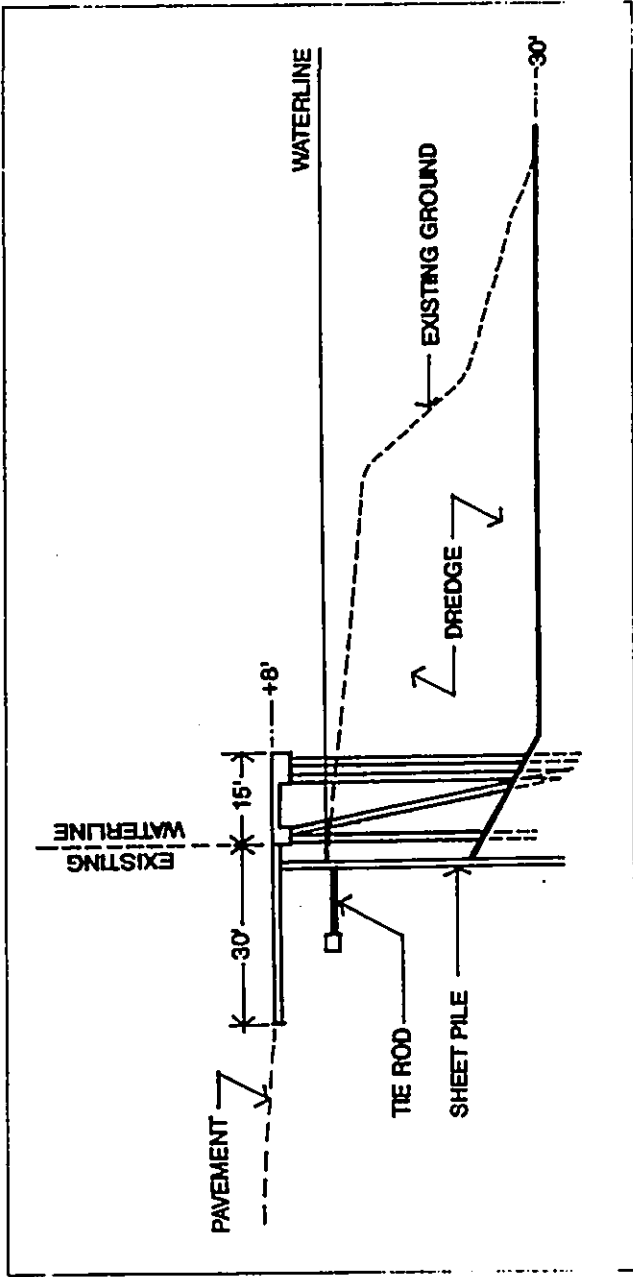 WATERLINE
EXISTING
WATERLINE
30'
15'
+8'
PAVEMENT
EXISTING GROUND
-30'
DREDGE
TIE ROD
SHEET PILE